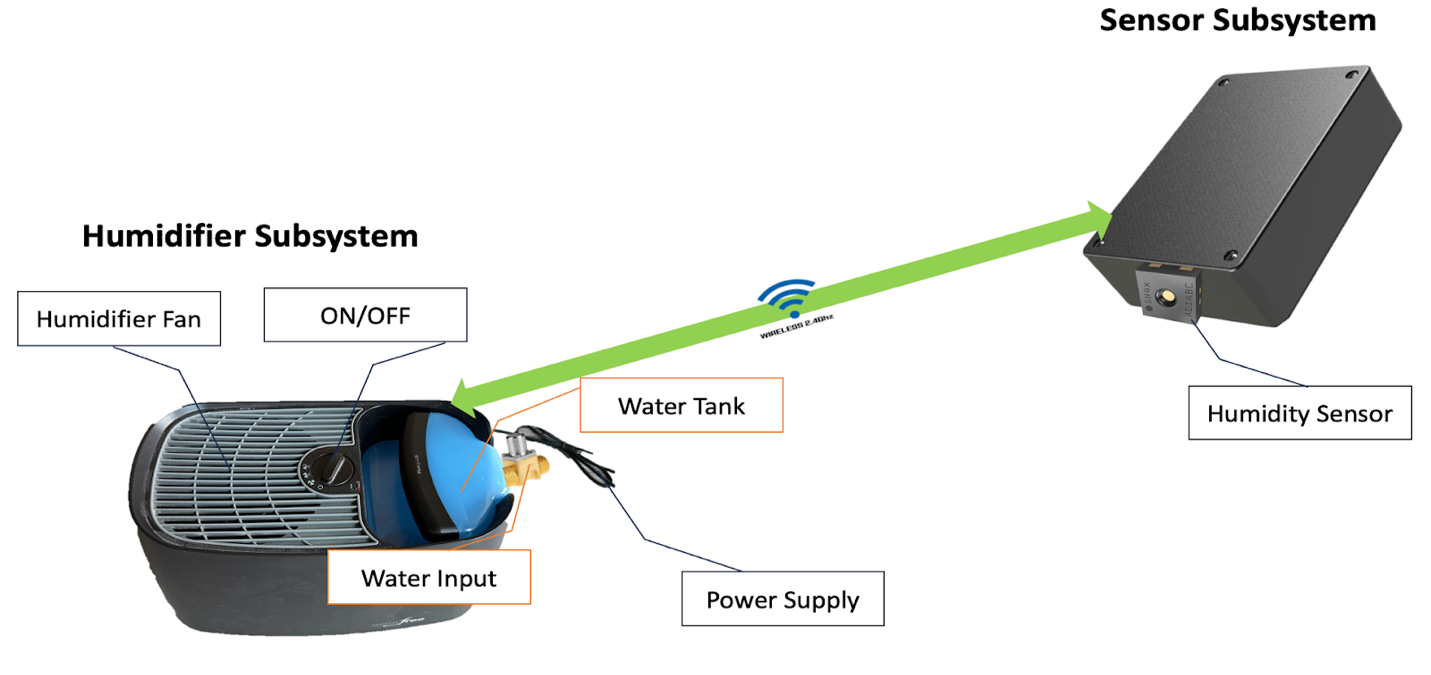 Sensor Subsystem
Humidifier Subsystem
Humidifier Fan
ON/OFF
WIRELESS 2.4Ghz
Water Tank
Humidity Sensor
Water Input
Power Supply